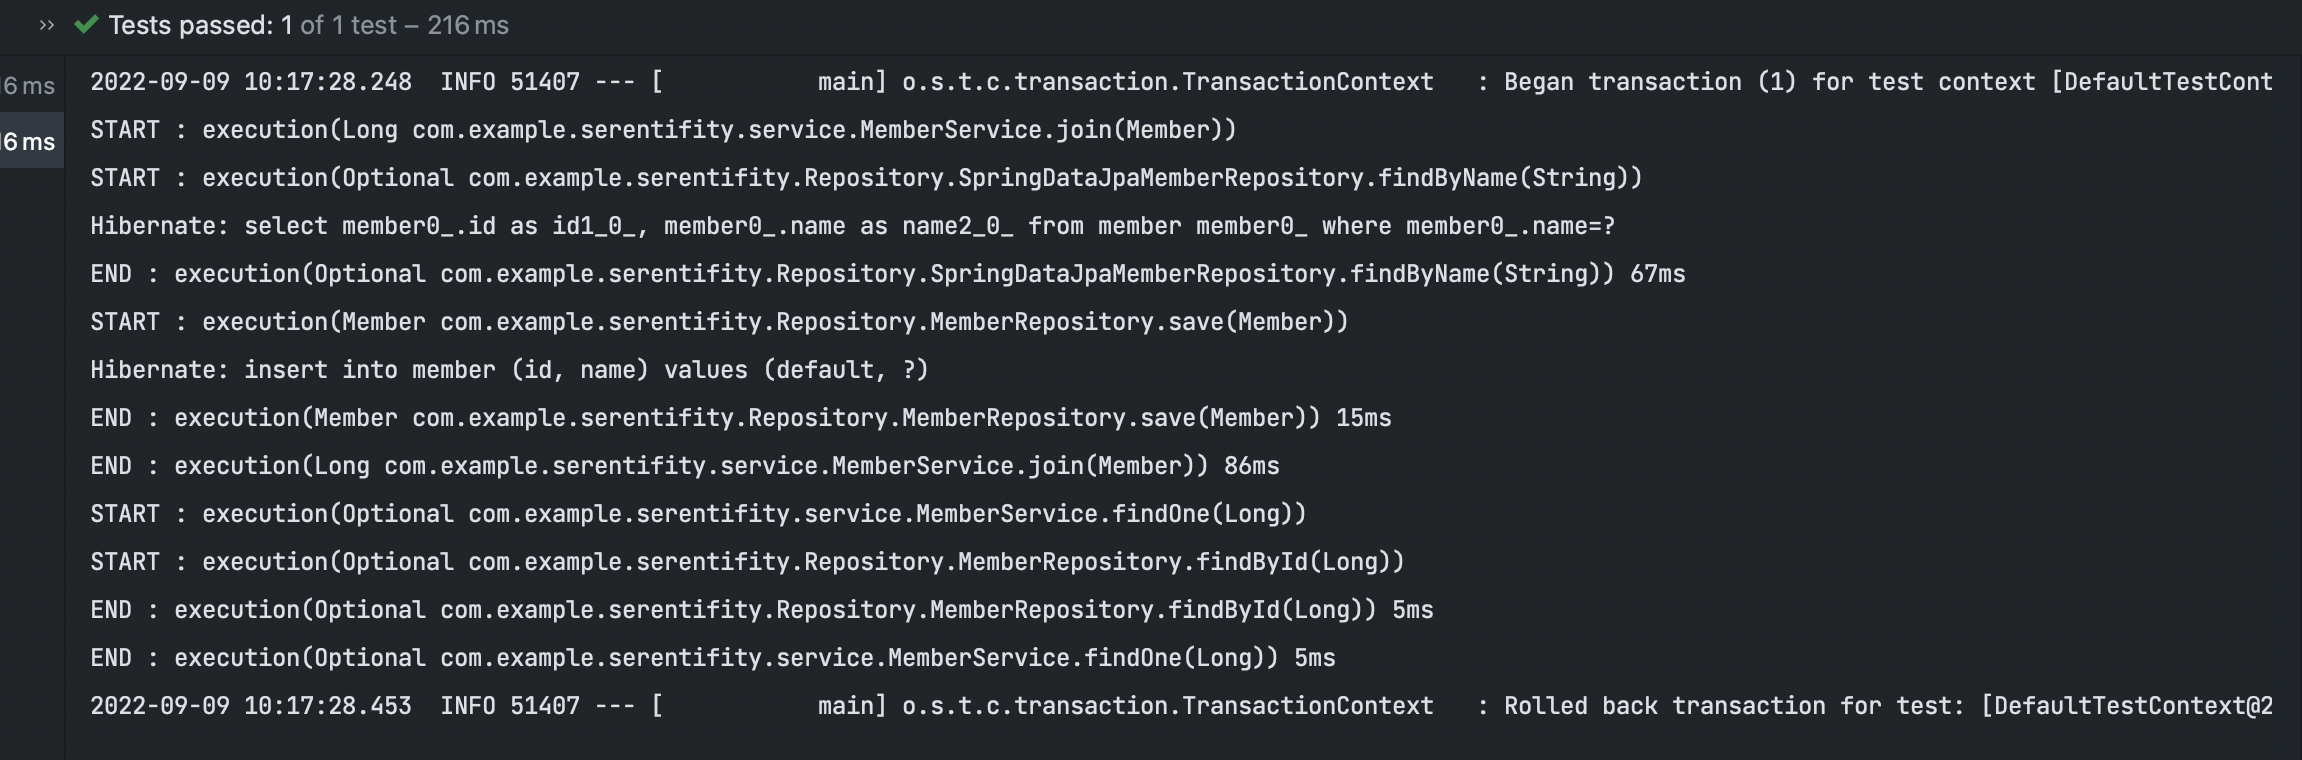 ›› ✓ Tests passed: 1 of 1 test – 216 ms
2022-09-09 10:17:28.248  INFO 51407 --- [           main] o.s.t.c.transaction.TransactionContext   : Began transaction (1) for test context [DefaultTestCont
16 ms
START : execution(Long com.example.serentifity.service.MemberService.join(Member))
16 ms
START : execution(Optional com.example.serentifity.Repository.SpringDataJpaMemberRepository.findByName(String))
Hibernate: select member0_.id as id1_0_, member0_.name as name2_0_ from member member0_ where member0_.name=?
END : execution(Optional com.example.serentifity.Repository.SpringDataJpaMemberRepository.findByName(String)) 67ms
START : execution(Member com.example.serentifity.Repository.MemberRepository.save(Member))
Hibernate: insert into member (id, name) values (default, ?)
END : execution(Member com.example.serentifity.Repository.MemberRepository.save(Member)) 15ms
END : execution(Long com.example.serentifity.service.MemberService.join(Member)) 86ms
START : execution(Optional com.example.serentifity.service.MemberService.findOne(Long))
START : execution(Optional com.example.serentifity.Repository.MemberRepository.findById(Long))
END : execution(Optional com.example.serentifity.Repository.MemberRepository.findById(Long)) 5ms
END : execution(Optional com.example.serentifity.service.MemberService.findOne(Long)) 5ms
2022-09-09 10:17:28.453  INFO 51407 --- [           main] o.s.t.c.transaction.TransactionContext   : Rolled back transaction for test: [DefaultTestContext@2